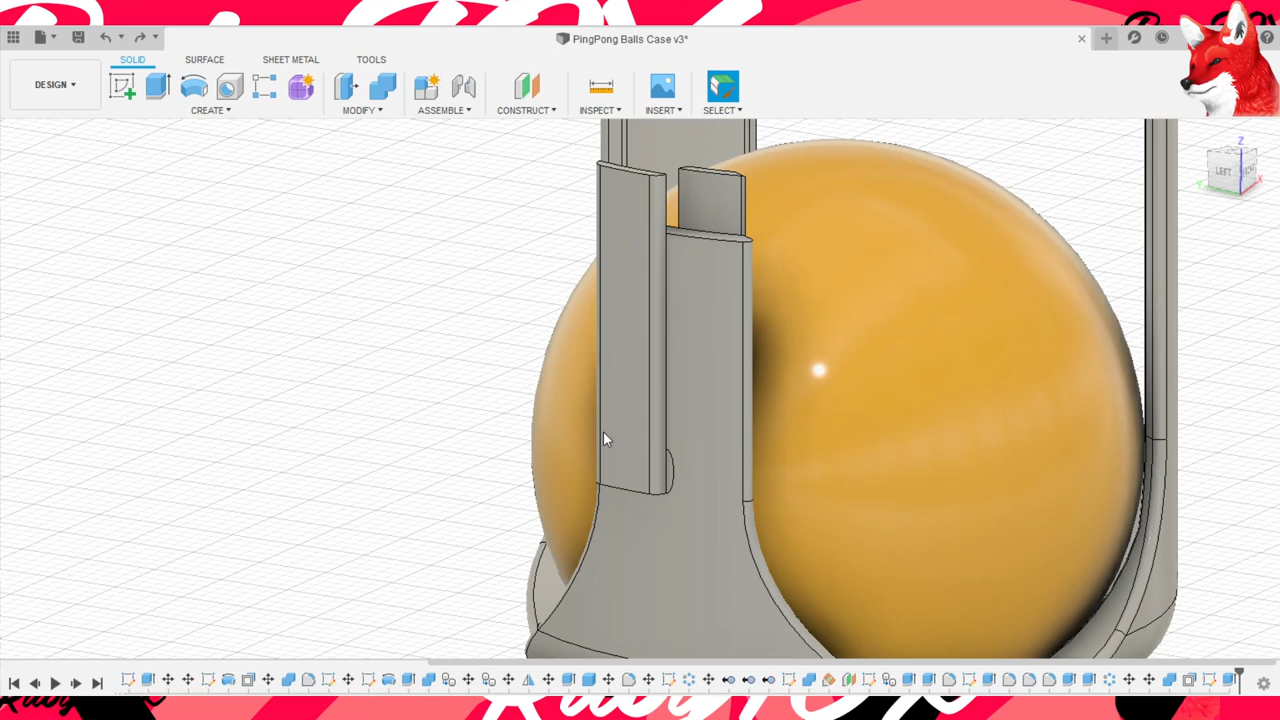 PingPong Balls Case v3*
SOLID SURFACE SHEET METAL TOOLS
DESIGN
CREATE MODIFY ASSEMBLE CONSTRUCT INSPECT INSERT SELECT
Z
LEFT
Y
X